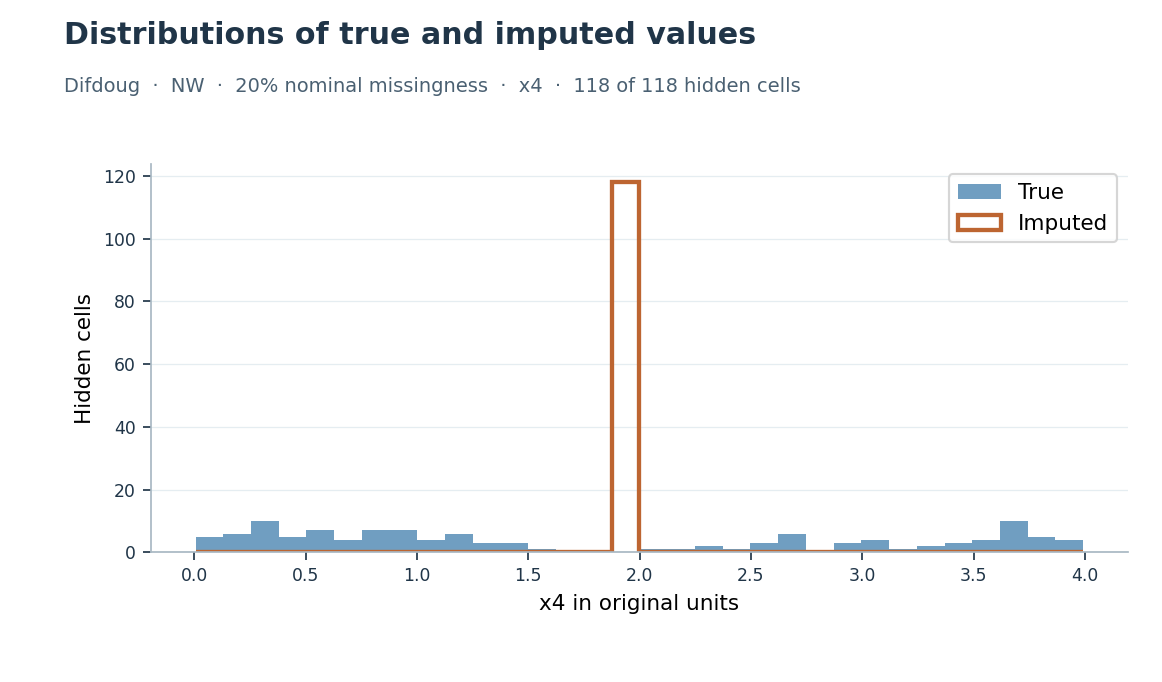 Distributions of true and imputed values
Difdoug · NW · 20% nominal missingness · x4 · 118 of 118 hidden cells
120
100
80
60
40
20
0
Hidden cells
True
Imputed
0.0 0.5 1.0 1.5 2.0 2.5 3.0 3.5 4.0
x4 in original units